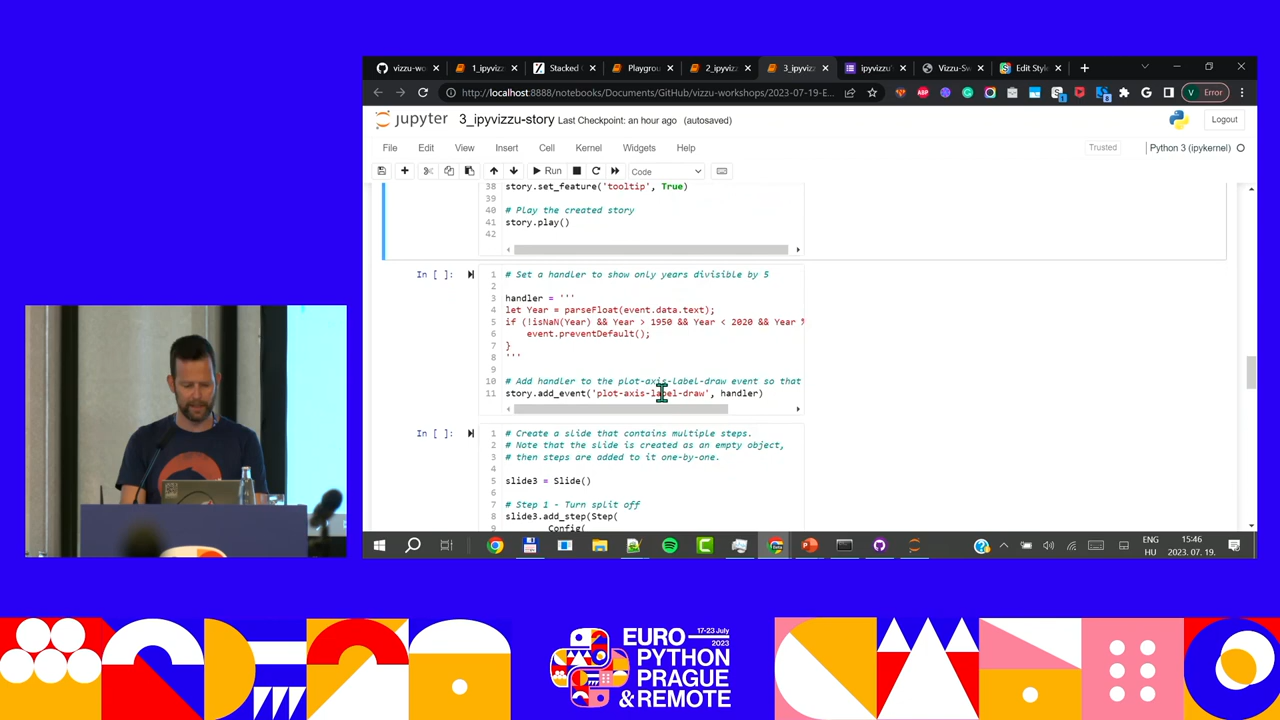 vizzu-wo
1_ipyviz
Stacked
Playgrou
2_ipyviz
3_ipyviz
ipyvizzu
Vizzu-Sw
Edit Style
http://localhost:8888/notebooks/Documents/GitHub/vizzu-workshops/2023-07-19-E...
Error
jupyter 3_ipyvizzu-story Last Checkpoint: an hour ago (autosaved)
Logout
File Edit View Insert Cell Kernel Widgets Help
Trusted
Python 3 (ipykernel)
Run
Code
38 story.set_feature('tooltip', True)
39
40 # Play the created story
41 story.play()
42
In [ ]:
1 # Set a handler to show only years divisible by 5
2
3 handler = '''
4 let Year = parseFloat(event.data.text);
5 if (!isNaN(Year) && Year > 1950 && Year < 2020 && Year %
6 event.preventDefault();
7 }
8 '''
9
10 # Add handler to the plot-axis-label-draw event so that
11 story.add_event('plot-axis-label-draw', handler)
In [ ]:
1 # Create a slide that contains multiple steps.
2 # Note that the slide is created as an empty object,
3 # then steps are added to it one-by-one.
4
5 slide3 = Slide()
6
7 # Step 1 - Turn split off
8 slide3.add_step(Step(
9 Config(
ENG
HU
15:46
2023. 07. 19.
EURO
17-23 July
2023
PYTHON
PRAGUE
& REMOTE